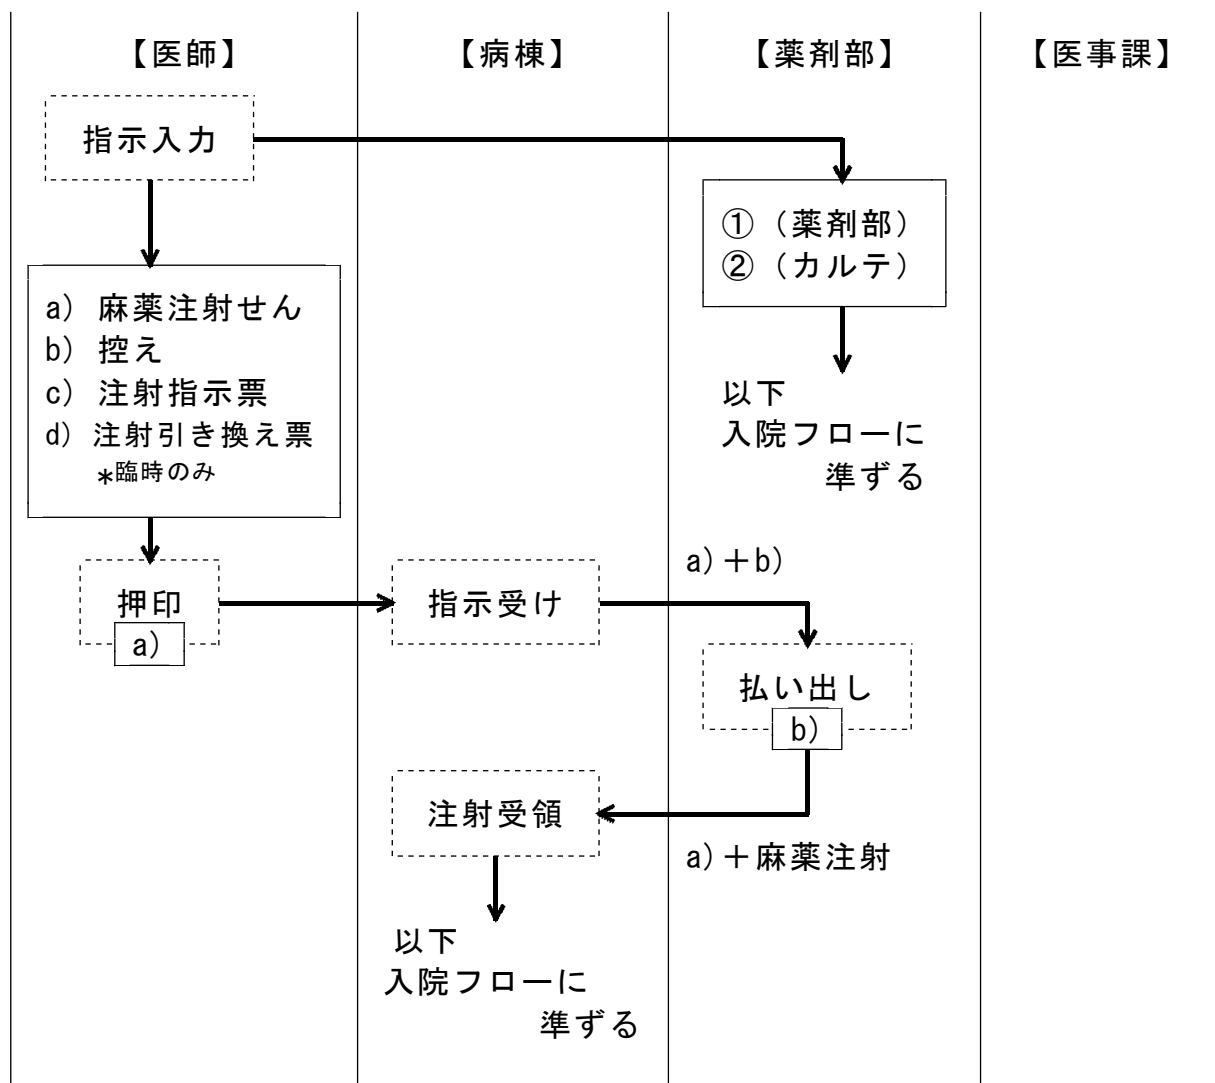 【医師】
【病棟】
【薬剤部】
【医事課】
指示入力
①（薬剤部）
②（カルテ）
a) 麻薬注射せん
b) 控え
c) 注射指示票
d) 注射引き換え票
*臨時のみ
以下
入院フローに
準ずる
押印
a)
指示受け
a)＋b)
払い出し
b)
注射受領
a)＋麻薬注射
以下
入院フローに
準ずる